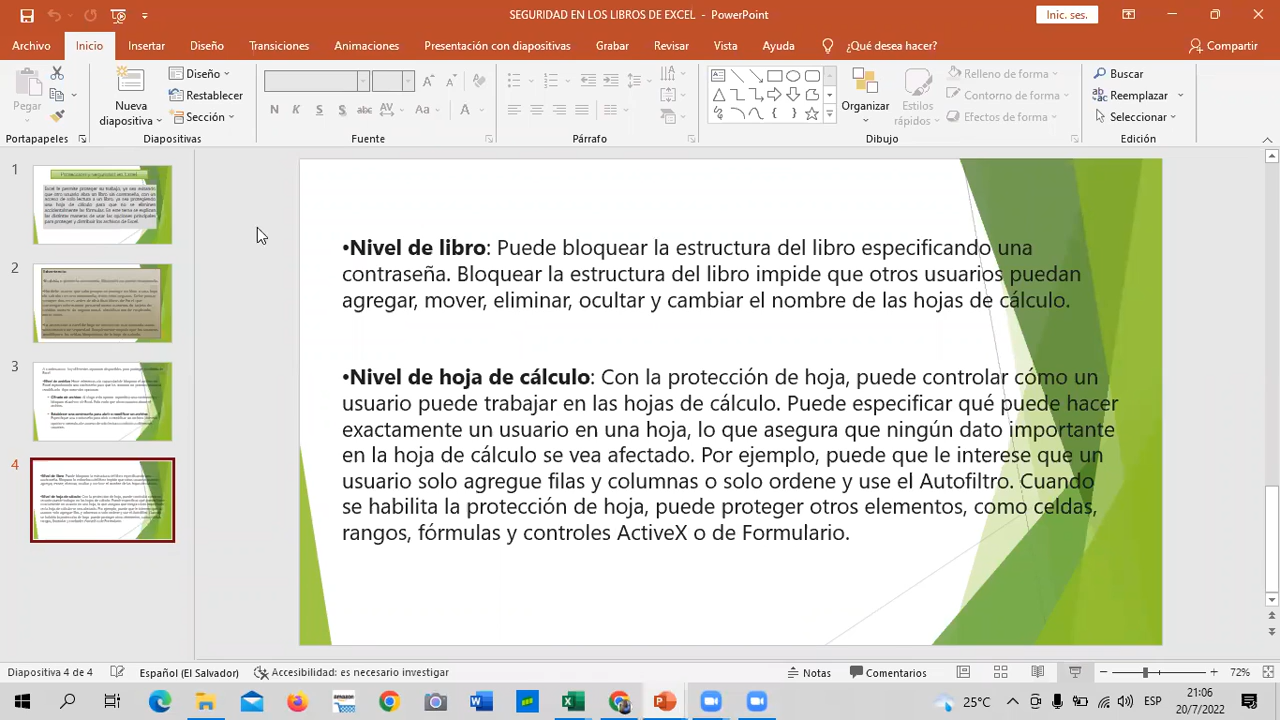 SEGURIDAD EN LOS LIBROS DE EXCEL - PowerPoint
Inic. ses.
Archivo Inicio Insertar Diseño Transiciones Animaciones Presentación con diapositivas Grabar Revisar Vista Ayuda ¿Qué desea hacer? Compartir
Pegar
Nueva diapositiva
Diseño
Restablecer
Sección
N K S S abc AV Aa A
Organizar
Estilos rápidos
Relleno de forma
Contorno de forma
Efectos de forma
Buscar
Reemplazar
Seleccionar
Portapapeles Diapositivas Fuente Párrafo Dibujo Edición
1
2
3
4
•Nivel de libro: Puede bloquear la estructura del libro especificando una
contraseña. Bloquear la estructura del libro impide que otros usuarios puedan
agregar, mover, eliminar, ocultar y cambiar el nombre de las hojas de cálculo.
•Nivel de hoja de cálculo: Con la protección de hoja, puede controlar cómo un
usuario puede trabajar en las hojas de cálculo. Puede especificar qué puede hacer
exactamente un usuario en una hoja, lo que asegura que ningún dato importante
en la hoja de cálculo se vea afectado. Por ejemplo, puede que le interese que un
usuario solo agregue filas y columnas o solo ordene y use el Autofiltro. Cuando
se habilita la protección de hoja, puede proteger otros elementos, como celdas,
rangos, fórmulas y controles ActiveX o de Formulario.
Diapositiva 4 de 4 Español (El Salvador) Accesibilidad: es necesario investigar Notas Comentarios 72%
25°C ESP 21:06
20/7/2022